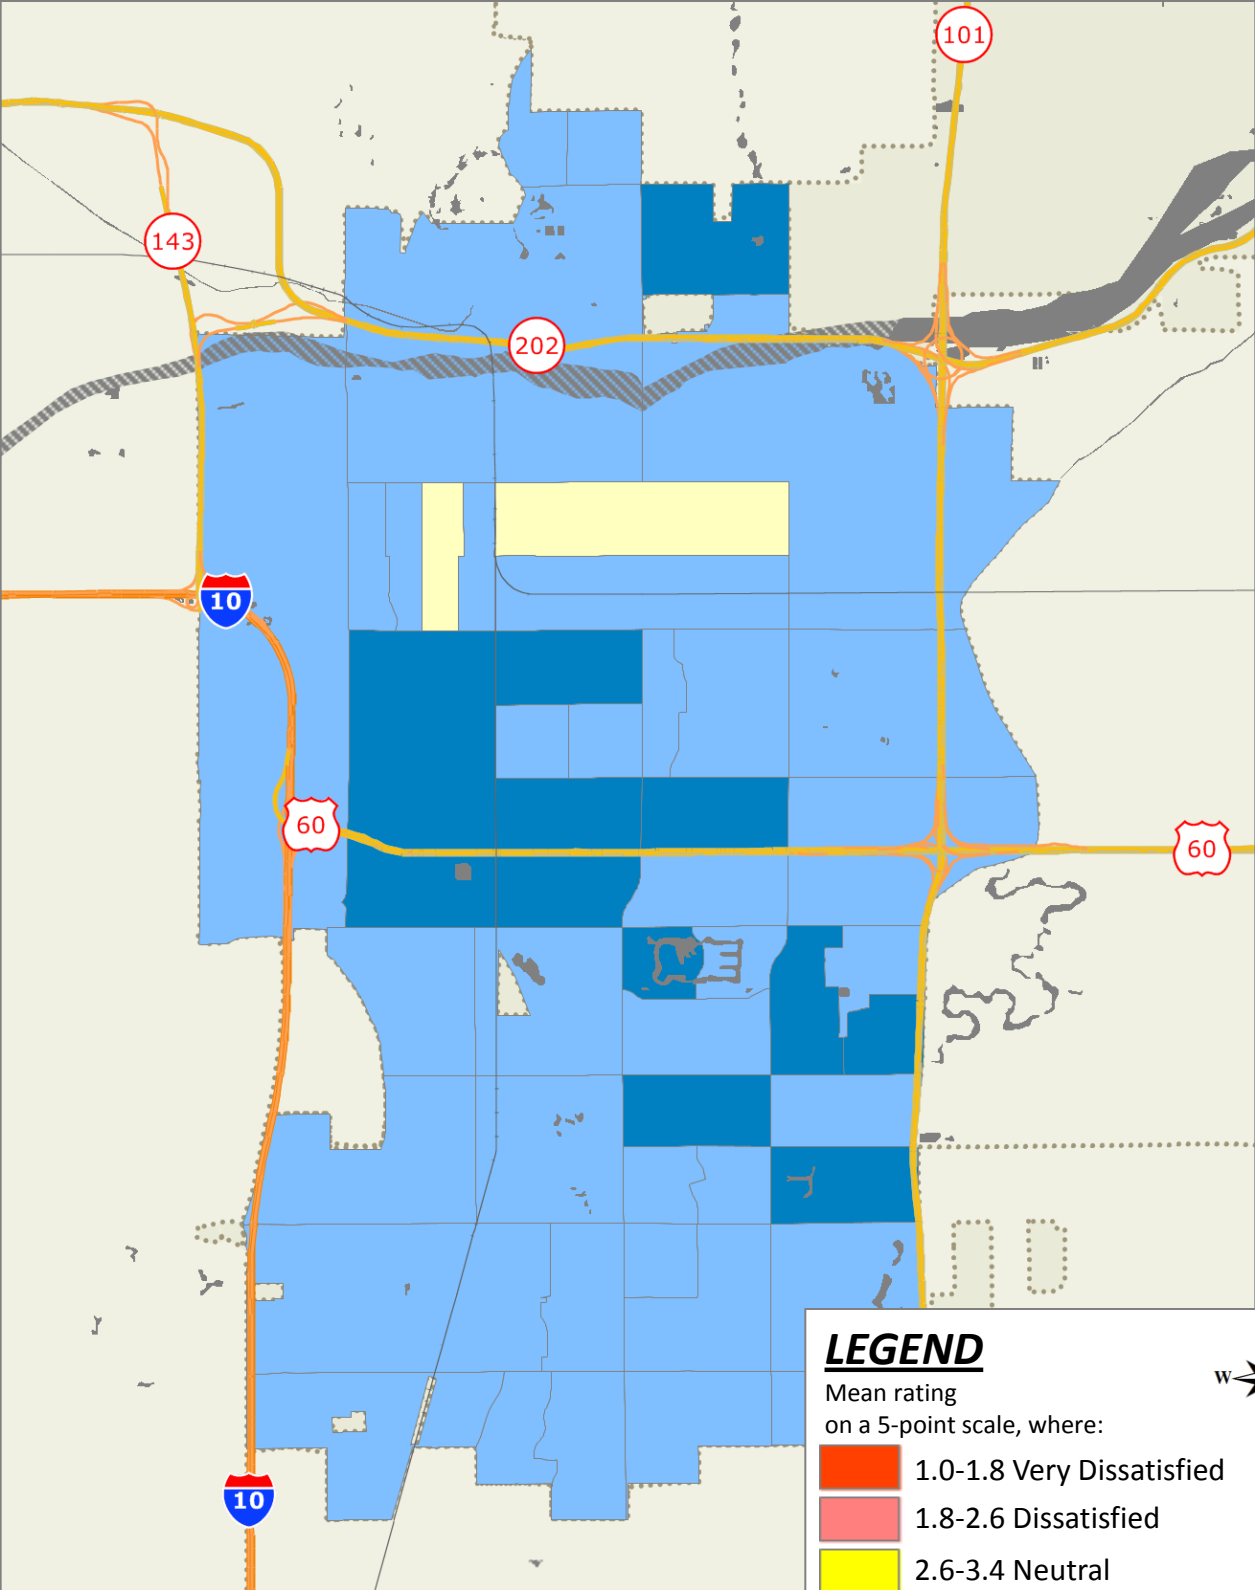 101
143
202
10
60
60
10
LEGEND
Mean rating
on a 5-point scale, where:
W
1.0-1.8 Very Dissatisfied
1.8-2.6 Dissatisfied
2.6-3.4 Neutral